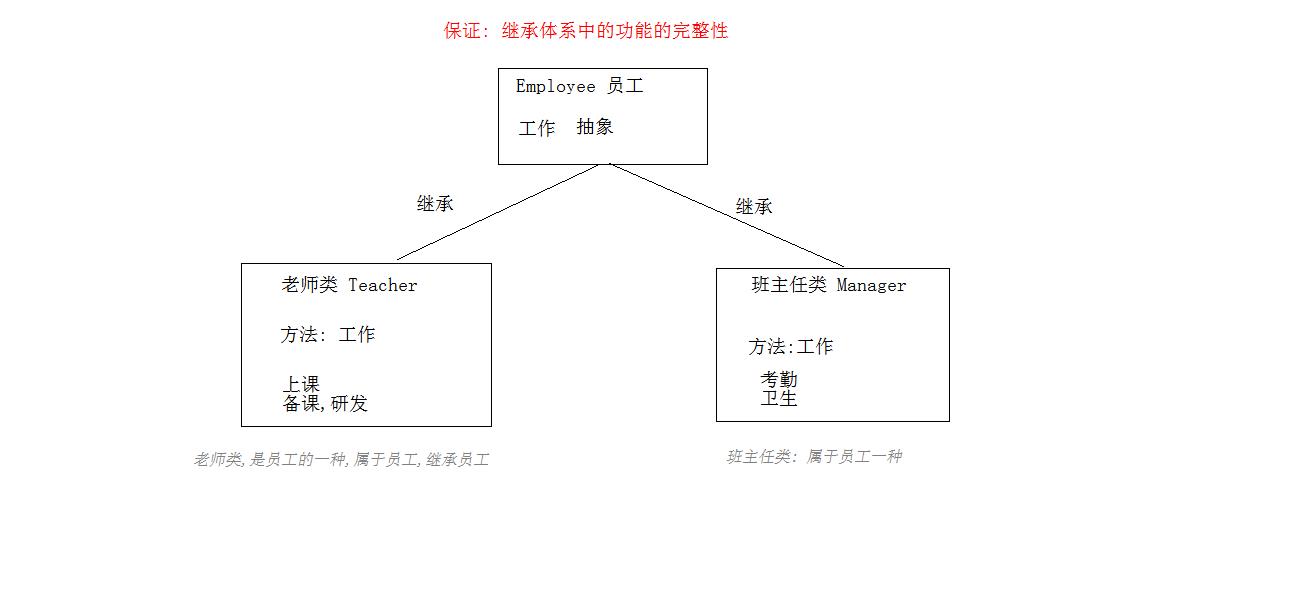 保证: 继承体系中的功能的完整性
Employee 员工
工作 抽象
继承
继承
老师类 Teacher
方法: 工作
上课
备课,研发
班主任类 Manager
方法:工作
考勤
卫生
老师类,是员工的一种,属于员工,继承员工
班主任类: 属于员工一种